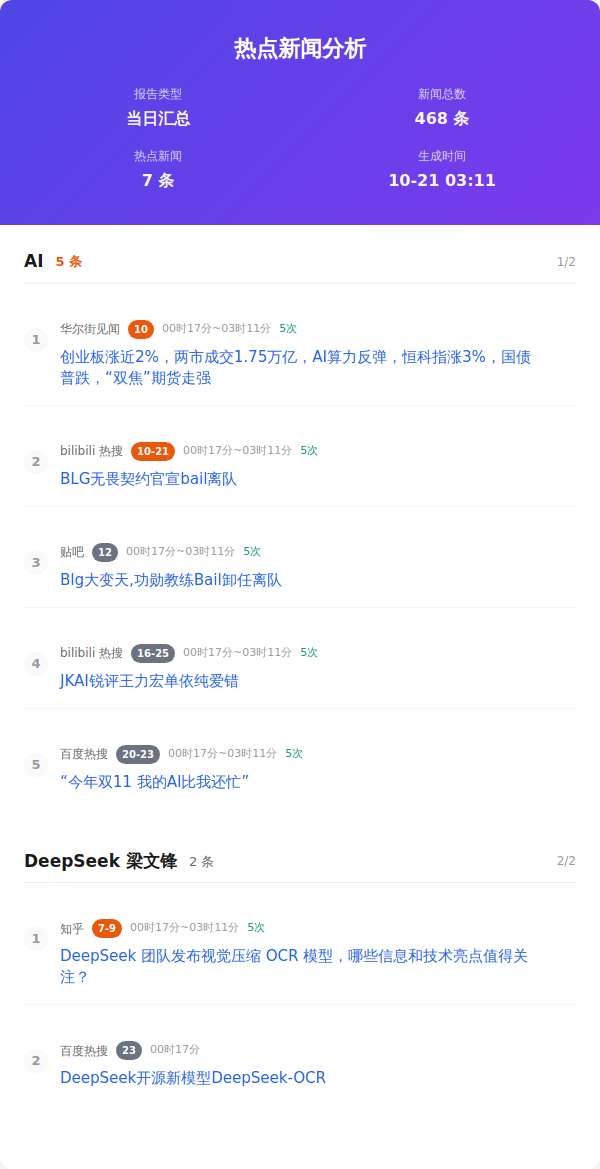 热点新闻分析
报告类型
新闻总数
当日汇总
468 条
热点新闻
生成时间
7 条
10-21 03:11
AI 5 条 1/2
1
华尔街见闻 10 00时17分~03时11分 5次
创业板涨近2%，两市成交1.75万亿，AI算力反弹，恒科指涨3%，国债
普跌，“双焦”期货走强
2
bilibili 热搜 10-21 00时17分~03时11分 5次
BLG无畏契约官宣bail离队
3
贴吧 12 00时17分~03时11分 5次
Blg大变天,功勋教练Bail卸任离队
4
bilibili 热搜 16-25 00时17分~03时11分 5次
JKAI锐评王力宏单依纯爱错
5
百度热搜 20-23 00时17分~03时11分 5次
“今年双11 我的AI比我还忙”
DeepSeek 梁文锋 2 条 2/2
1
知乎 7-9 00时17分~03时11分 5次
DeepSeek 团队发布视觉压缩 OCR 模型，哪些信息和技术亮点值得关
注？
2
百度热搜 23 00时17分
DeepSeek开源新模型DeepSeek-OCR